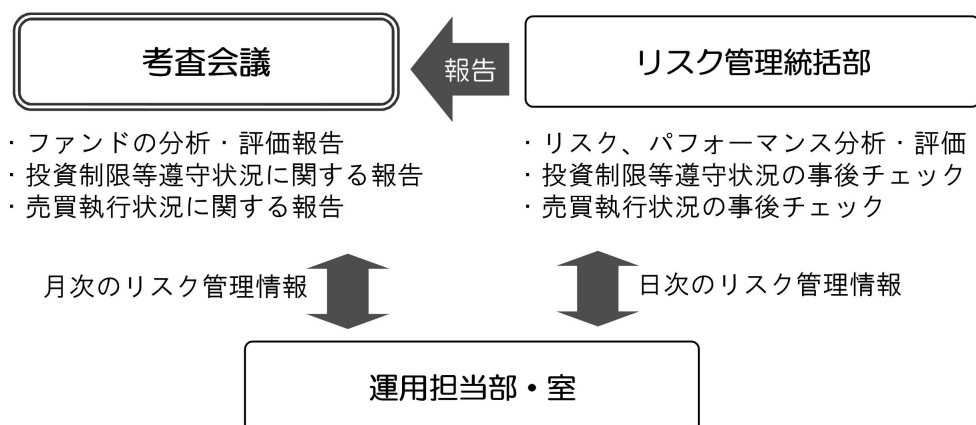 考査会議
報告
リスク管理統括部
・ファンドの分析・評価報告
・投資制限等遵守状況に関する報告
・売買執行状況に関する報告
・リスク、パフォーマンス分析・評価
・投資制限等遵守状況の事後チェック
・売買執行状況の事後チェック
月次のリスク管理情報
日次のリスク管理情報
運用担当部・室